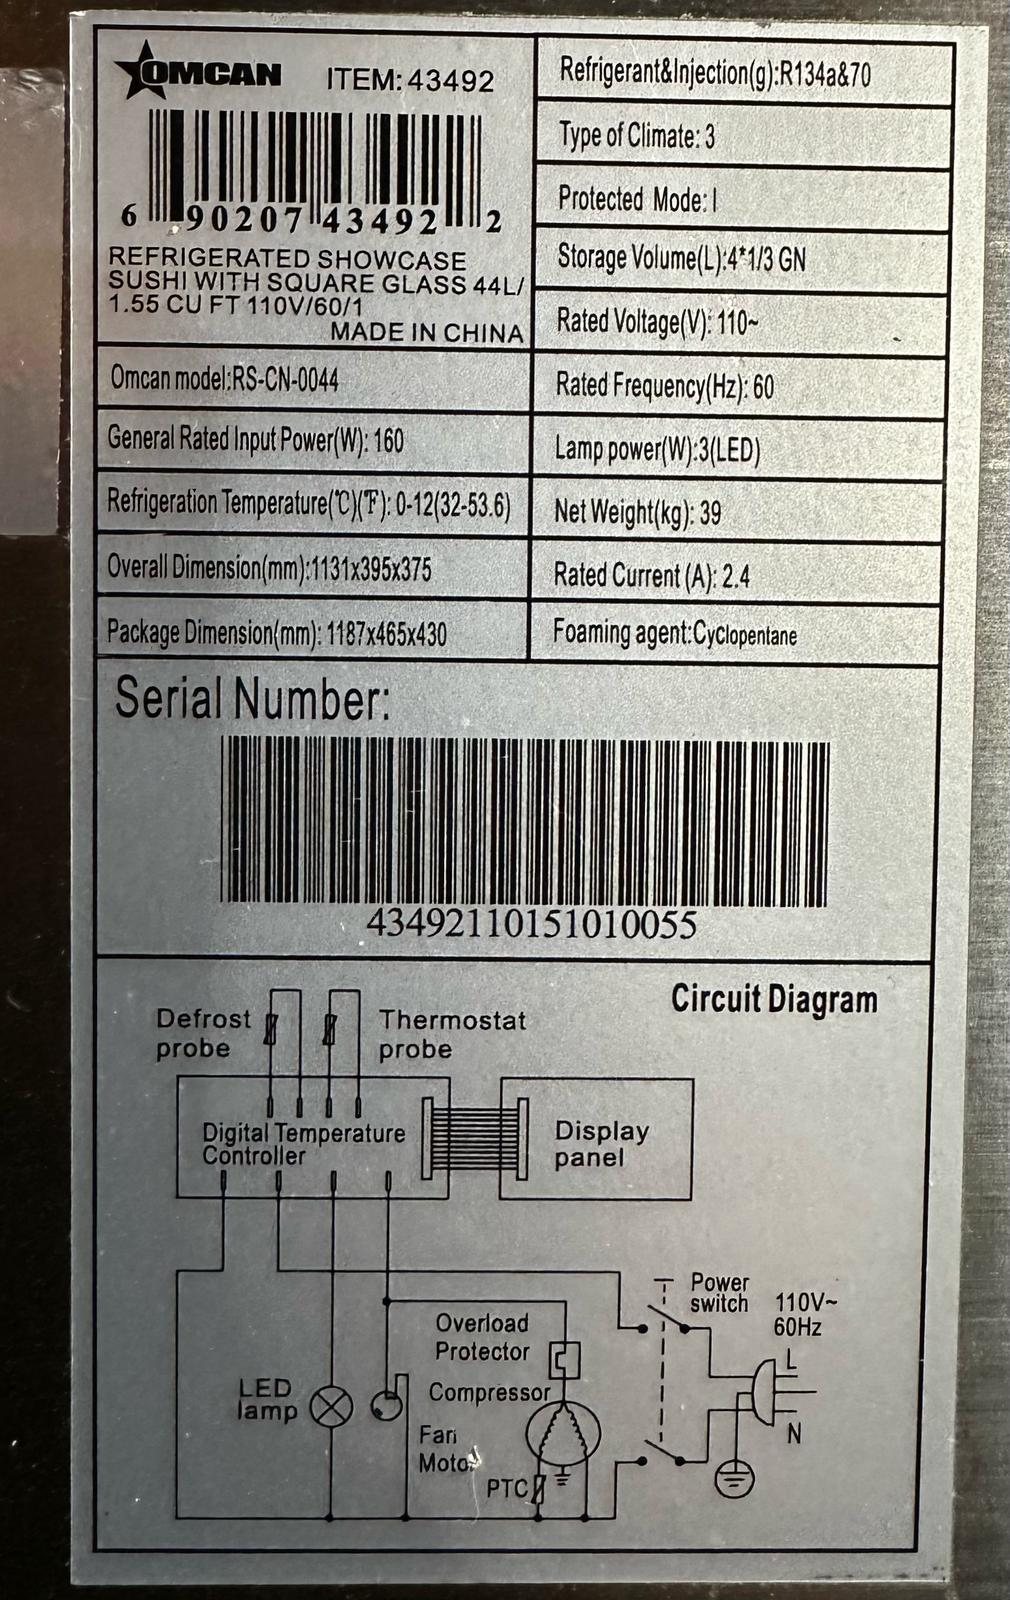 OMCAN ITEM: 43492
6 90207 43492 2
REFRIGERATED SHOWCASE
SUSHI WITH SQUARE GLASS 44L/
1.55 CU FT 110V/60/1
MADE IN CHINA
Omcan model:RS-CN-0044
General Rated Input Power(W): 160
Refrigeration Temperature(℃)(℉): 0-12(32-53.6)
Overall Dimension(mm):1131x395x375
Package Dimension(mm): 1187x465x430
Refrigerant&Injection(g):R134a&70
Type of Climate: 3
Protected Mode: I
Storage Volume(L):4*1/3 GN
Rated Voltage(V): 110~
Rated Frequency(Hz): 60
Lamp power(W):3(LED)
Net Weight(kg): 39
Rated Current (A): 2.4
Foaming agent:Cyclopentane
Serial Number:
43492110151010055
Circuit Diagram
Defrost
probe
Thermostat
probe
Digital Temperature
Controller
Display
panel
Power
switch
110V~
60Hz
L
N
Overload
Protector
Compressor
LED
lamp
Fan
Motor
PTC